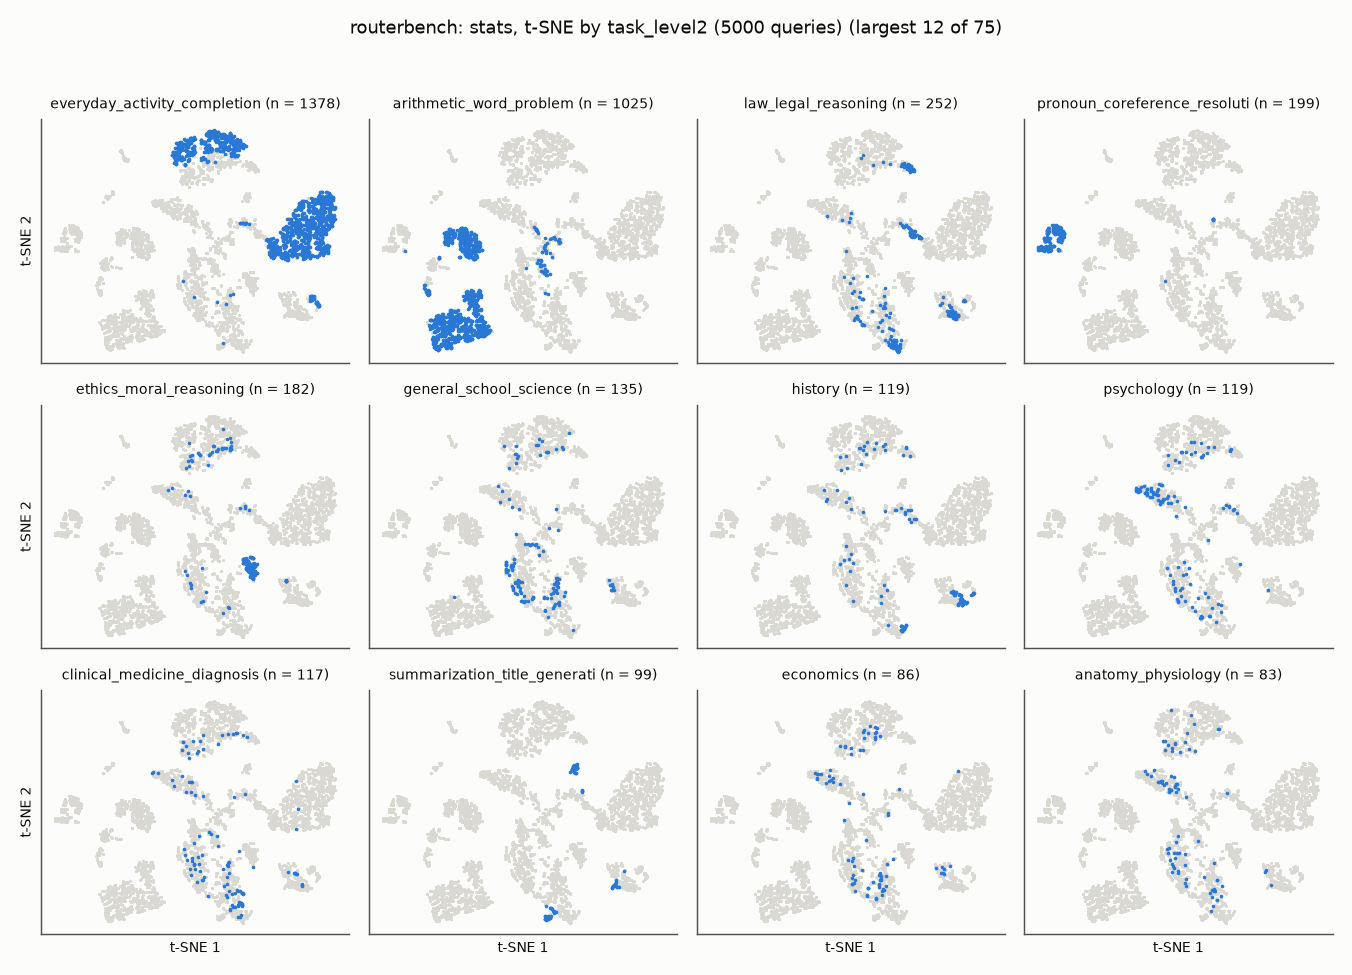 routerbench: stats, t-SNE by task_level2 (5000 queries) (largest 12 of 75)
everyday_activity_completion (n = 1378)
arithmetic_word_problem (n = 1025)
law_legal_reasoning (n = 252)
pronoun_coreference_resoluti (n = 199)
t-SNE 2
ethics_moral_reasoning (n = 182)
general_school_science (n = 135)
history (n = 119)
psychology (n = 119)
t-SNE 2
clinical_medicine_diagnosis (n = 117)
summarization_title_generati (n = 99)
economics (n = 86)
anatomy_physiology (n = 83)
t-SNE 2
t-SNE 1
t-SNE 1
t-SNE 1
t-SNE 1